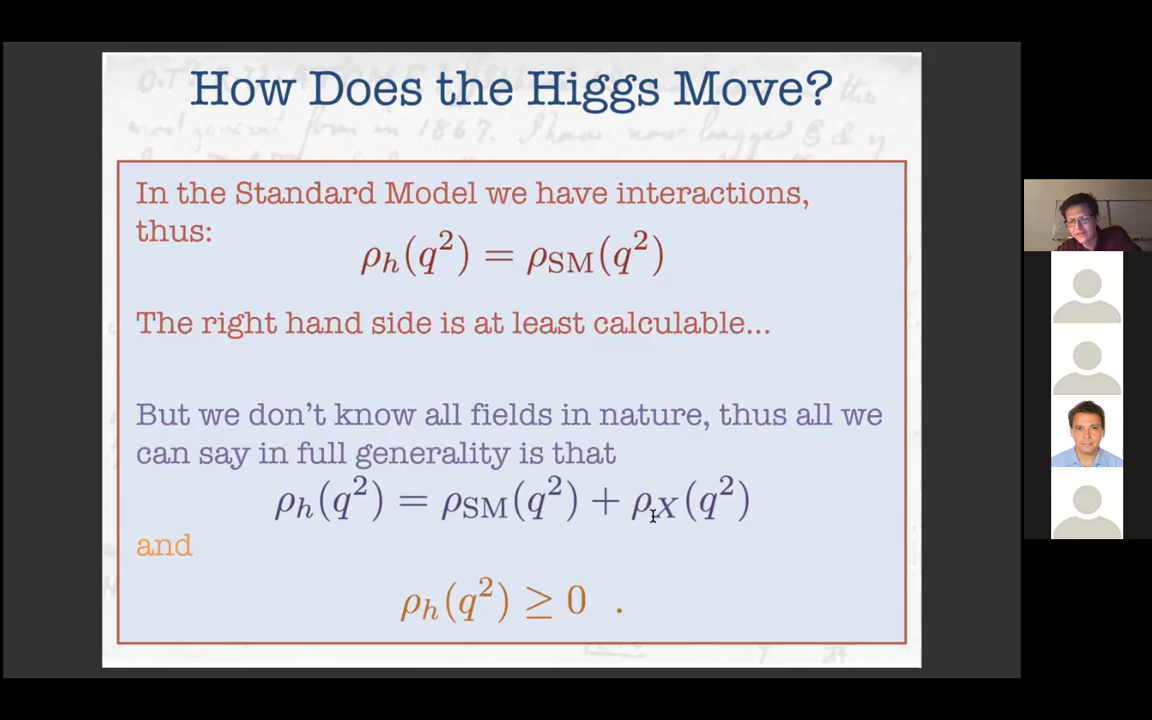 How Does the Higgs Move?
In the Standard Model we have interactions,
thus:
ρh(q²) = ρSM(q²)
The right hand side is at least calculable...
But we don't know all fields in nature, thus all we
can say in full generality is that
ρh(q²) = ρSM(q²) + ρX(q²)
and
ρh(q²) ≥ 0 .